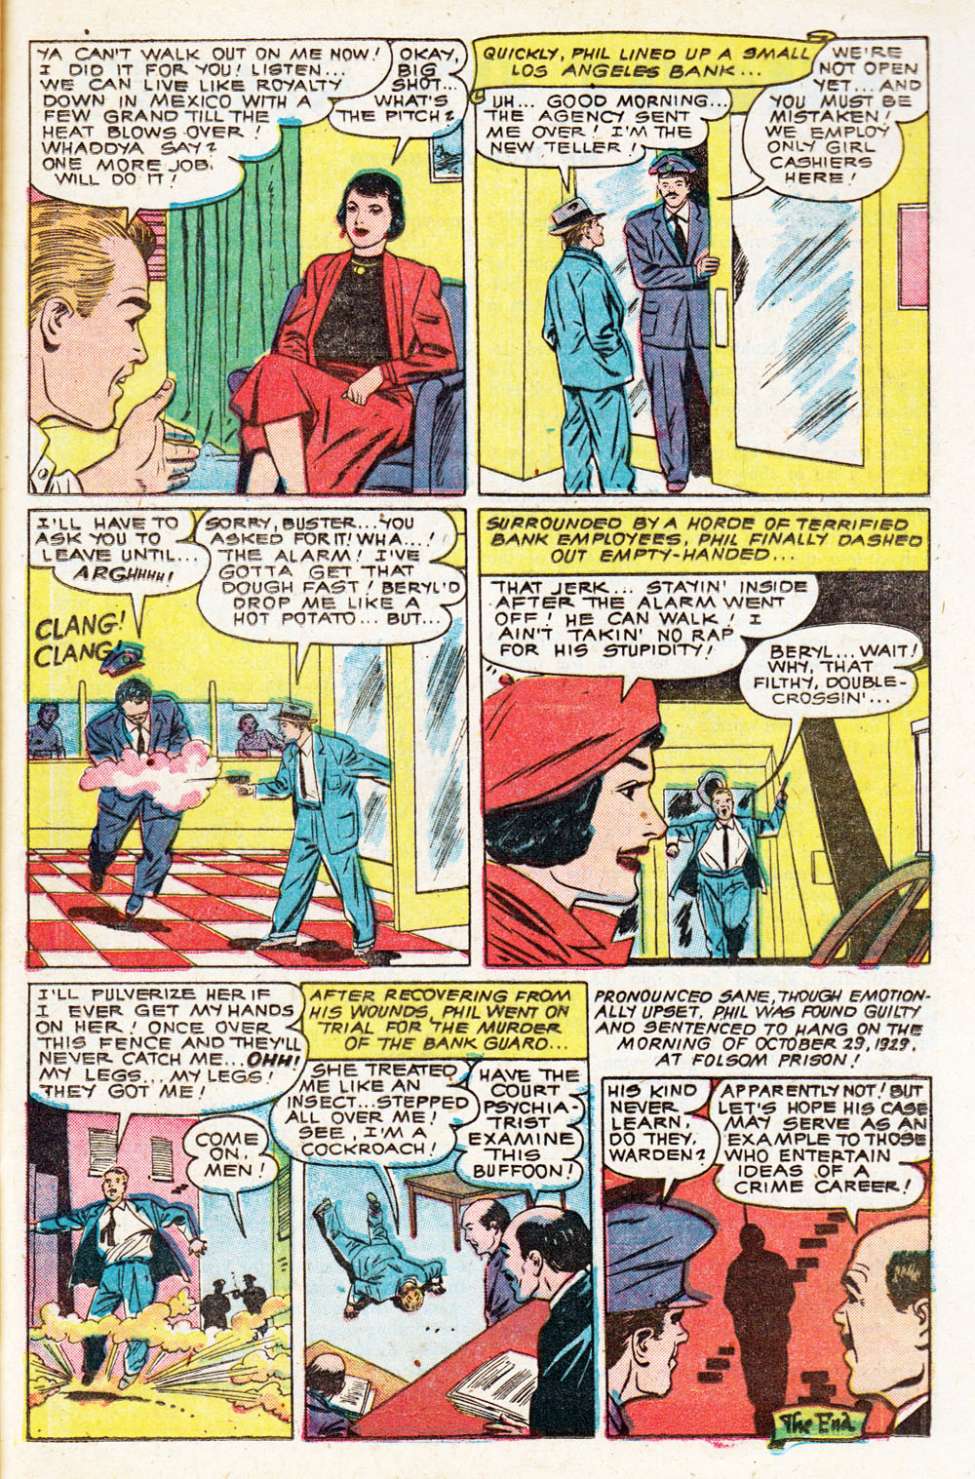 YA CAN'T WALK OUT ON ME NOW!
I DID IT FOR YOU! LISTEN...
WE CAN LIVE LIKE ROYALTY
DOWN IN MEXICO WITH A
FEW GRAND TILL THE
HEAT BLOWS OVER!
WHADDYA SAY?
ONE MORE JOB
WILL DO IT!
OKAY,
BIG
SHOT...
WHAT'S
THE PITCH?
QUICKLY, PHIL LINED UP A SMALL
LOS ANGELES BANK...
UH... GOOD MORNING...
THE AGENCY SENT
ME OVER! I'M THE
NEW TELLER!
WE'RE
NOT OPEN
YET... AND
YOU MUST BE
MISTAKEN!
WE EMPLOY
ONLY GIRL
CASHIERS
HERE!
I'LL HAVE TO
ASK YOU TO
LEAVE UNTIL...
ARGHHHH!
CLANG!
CLANG!
SORRY, BUSTER... YOU
ASKED FOR IT! WHA...!
THE ALARM! I'VE
GOTTA GET THAT
DOUGH FAST! BERYL'D
DROP ME LIKE A
HOT POTATO... BUT...
SURROUNDED BY A HORDE OF TERRIFIED
BANK EMPLOYEES, PHIL FINALLY DASHED
OUT EMPTY-HANDED...
THAT JERK... STAYIN' INSIDE
AFTER THE ALARM WENT
OFF! HE CAN WALK! I
AIN'T TAKIN' NO RAP
FOR HIS STUPIDITY!
BERYL... WAIT!
WHY, THAT
FILTHY, DOUBLE-
CROSSIN'...
I'LL PULVERIZE HER IF
I EVER GET MY HANDS
ON HER! ONCE OVER
THIS FENCE AND THEY'LL
NEVER CATCH ME... OHH!
MY LEGS... MY LEGS!
THEY GOT ME!
COME
ON,
MEN!
AFTER RECOVERING FROM
HIS WOUNDS, PHIL WENT ON
TRIAL FOR THE MURDER
OF THE BANK GUARD...
SHE TREATED
ME LIKE AN
INSECT... STEPPED
ALL OVER ME!
SEE, I'M A
COCKROACH!
HAVE THE
COURT
PSYCHIA-
TRIST
EXAMINE
THIS
BUFFOON!
PRONOUNCED SANE, THOUGH EMOTION-
ALLY UPSET, PHIL WAS FOUND GUILTY
AND SENTENCED TO HANG ON THE
MORNING OF OCTOBER 29, 1929.
AT FOLSOM PRISON!
HIS KIND
NEVER
LEARN,
DO THEY,
WARDEN?
APPARENTLY NOT! BUT
LET'S HOPE HIS CASE
MAY SERVE AS AN
EXAMPLE TO THOSE
WHO ENTERTAIN
IDEAS OF A
CRIME CAREER!
The End